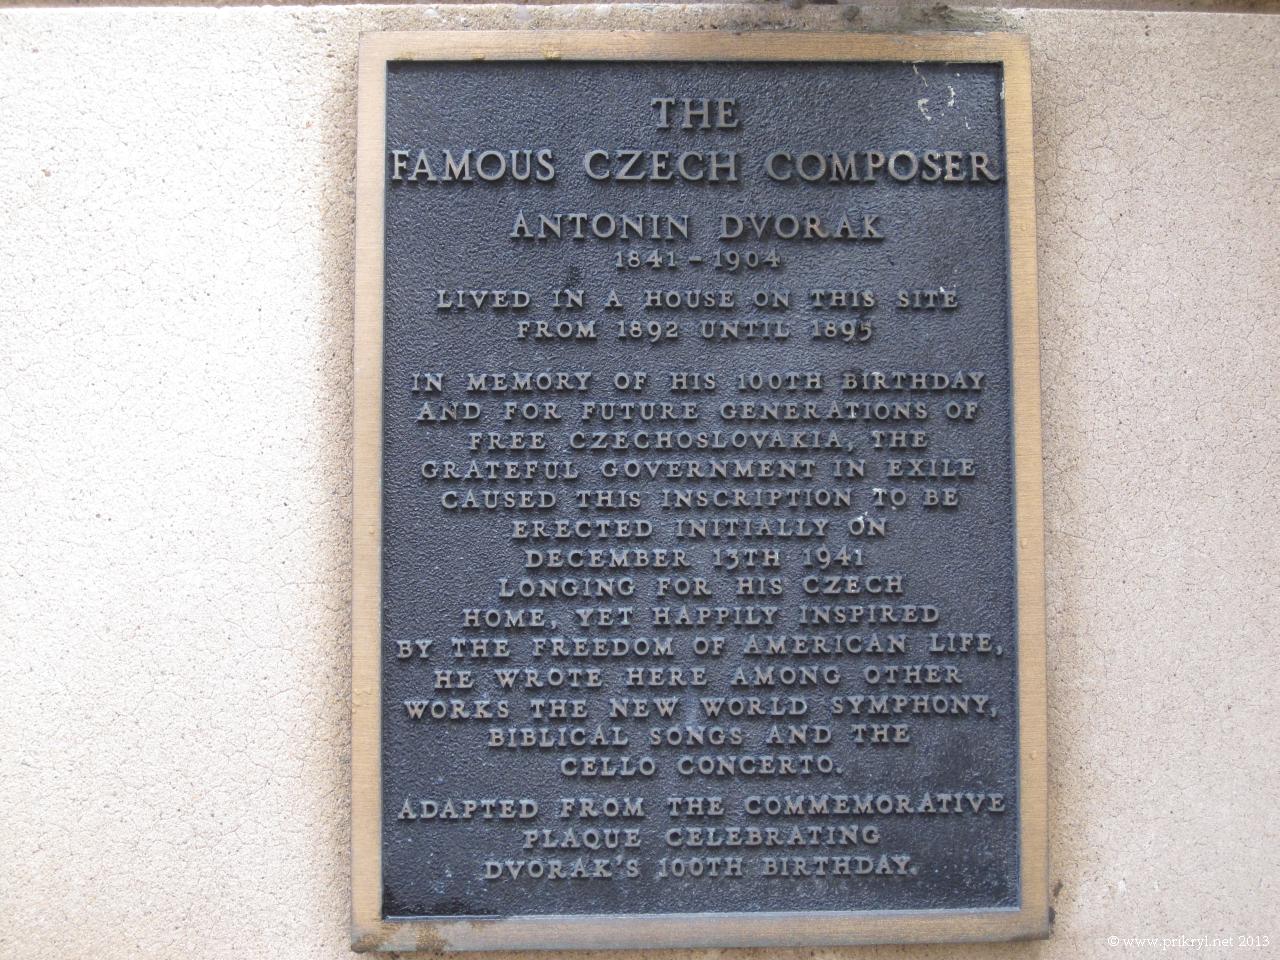 THE
FAMOUS CZECH COMPOSER
ANTONIN DVORAK
1841 - 1904
LIVED IN A HOUSE ON THIS SITE
FROM 1892 UNTIL 1895
IN MEMORY OF HIS 100TH BIRTHDAY
AND FOR FUTURE GENERATIONS OF
FREE CZECHOSLOVAKIA, THE
GRATEFUL GOVERNMENT IN EXILE
CAUSED THIS INSCRIPTION TO BE
ERECTED INITIALLY ON
DECEMBER 13TH 1941
LONGING FOR HIS CZECH
HOME, YET HAPPILY INSPIRED
BY THE FREEDOM OF AMERICAN LIFE,
HE WROTE HERE AMONG OTHER
WORKS THE NEW WORLD SYMPHONY,
BIBLICAL SONGS AND THE
CELLO CONCERTO.
ADAPTED FROM THE COMMEMORATIVE
PLAQUE CELEBRATING
DVORAK'S 100TH BIRTHDAY.
© www.prikryl.net 2013